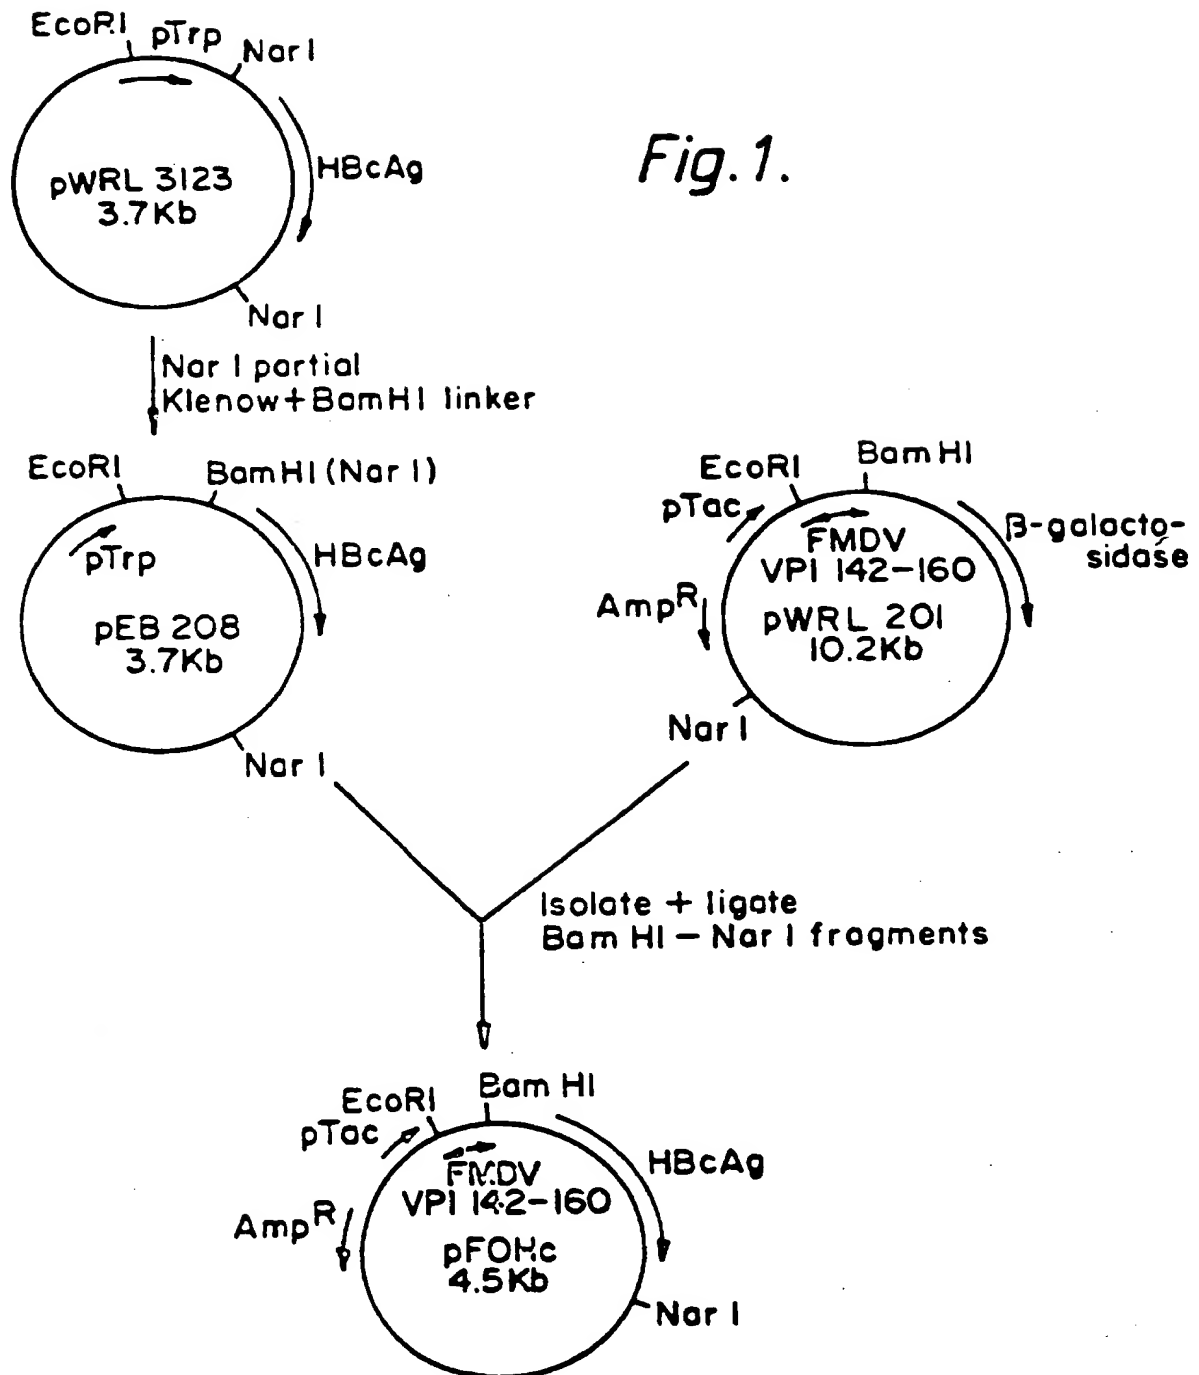 EcoRI
pTrp
Nar I
HBcAg
pWRL 3123
3.7Kb
Fig.1.
Nar I
Nar I partial
Klenow+BamHI linker
EcoRI
BamHI (Nar I)
pTrp
HBcAg
pEB 208
3.7Kb
Nar I
EcoRI
Bam HI
pTac
FMDV
VPI 142-160
β-galacto-
sidase
AmpR
pWRL 201
10.2Kb
Nar I
Isolate + ligate
Bam HI - Nar I fragments
EcoRI
Bam HI
pTac
FMDV
VPI 142-160
HBcAg
AmpR
pFOHc
4.5Kb
Nar I